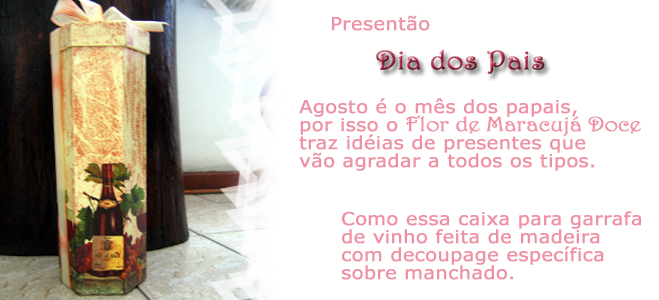 Presentão
Dia dos Pais
Agosto é o mês dos papais,
por isso o Flor de Maracujá Doce
traz idéias de presentes que
vão agradar a todos os tipos.
Como essa caixa para garrafa
de vinho feita de madeira
com decoupage específica
sobre manchado.